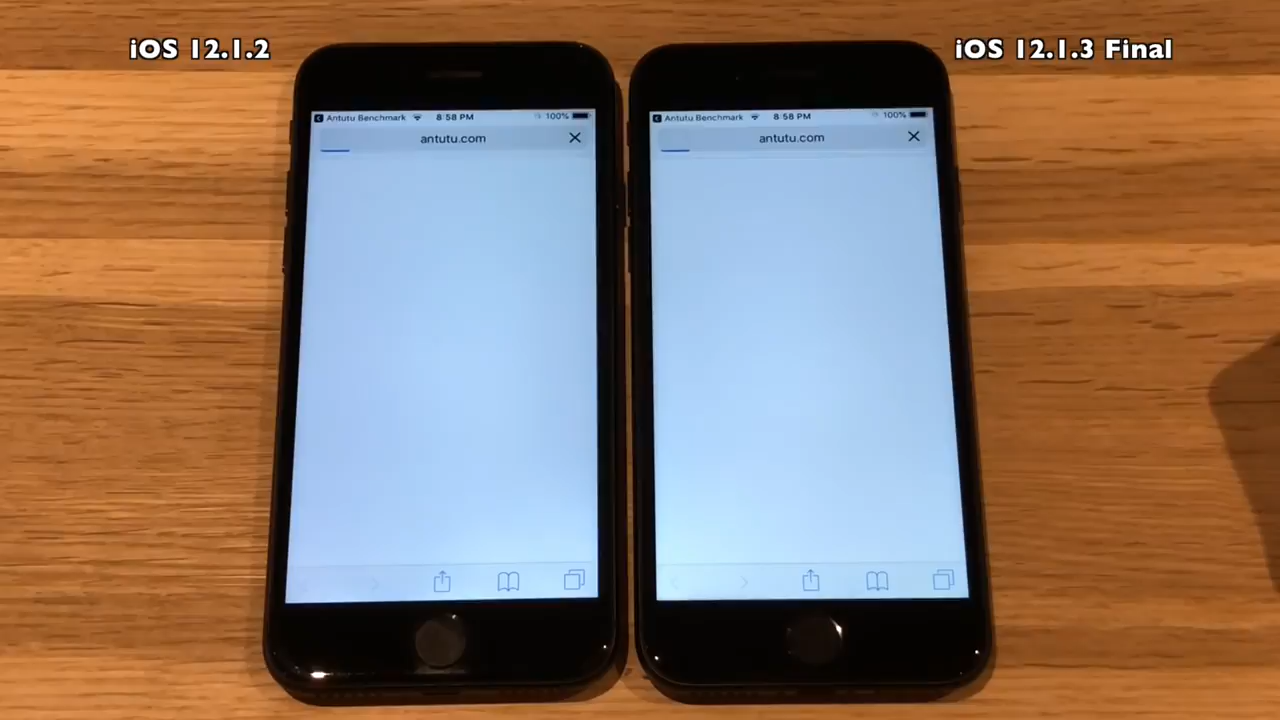 iOS 12.1.2
iOS 12.1.3 Final
Antutu Benchmark 8:58 PM 100%
antutu.com
Antutu Benchmark 8:58 PM 100%
antutu.com